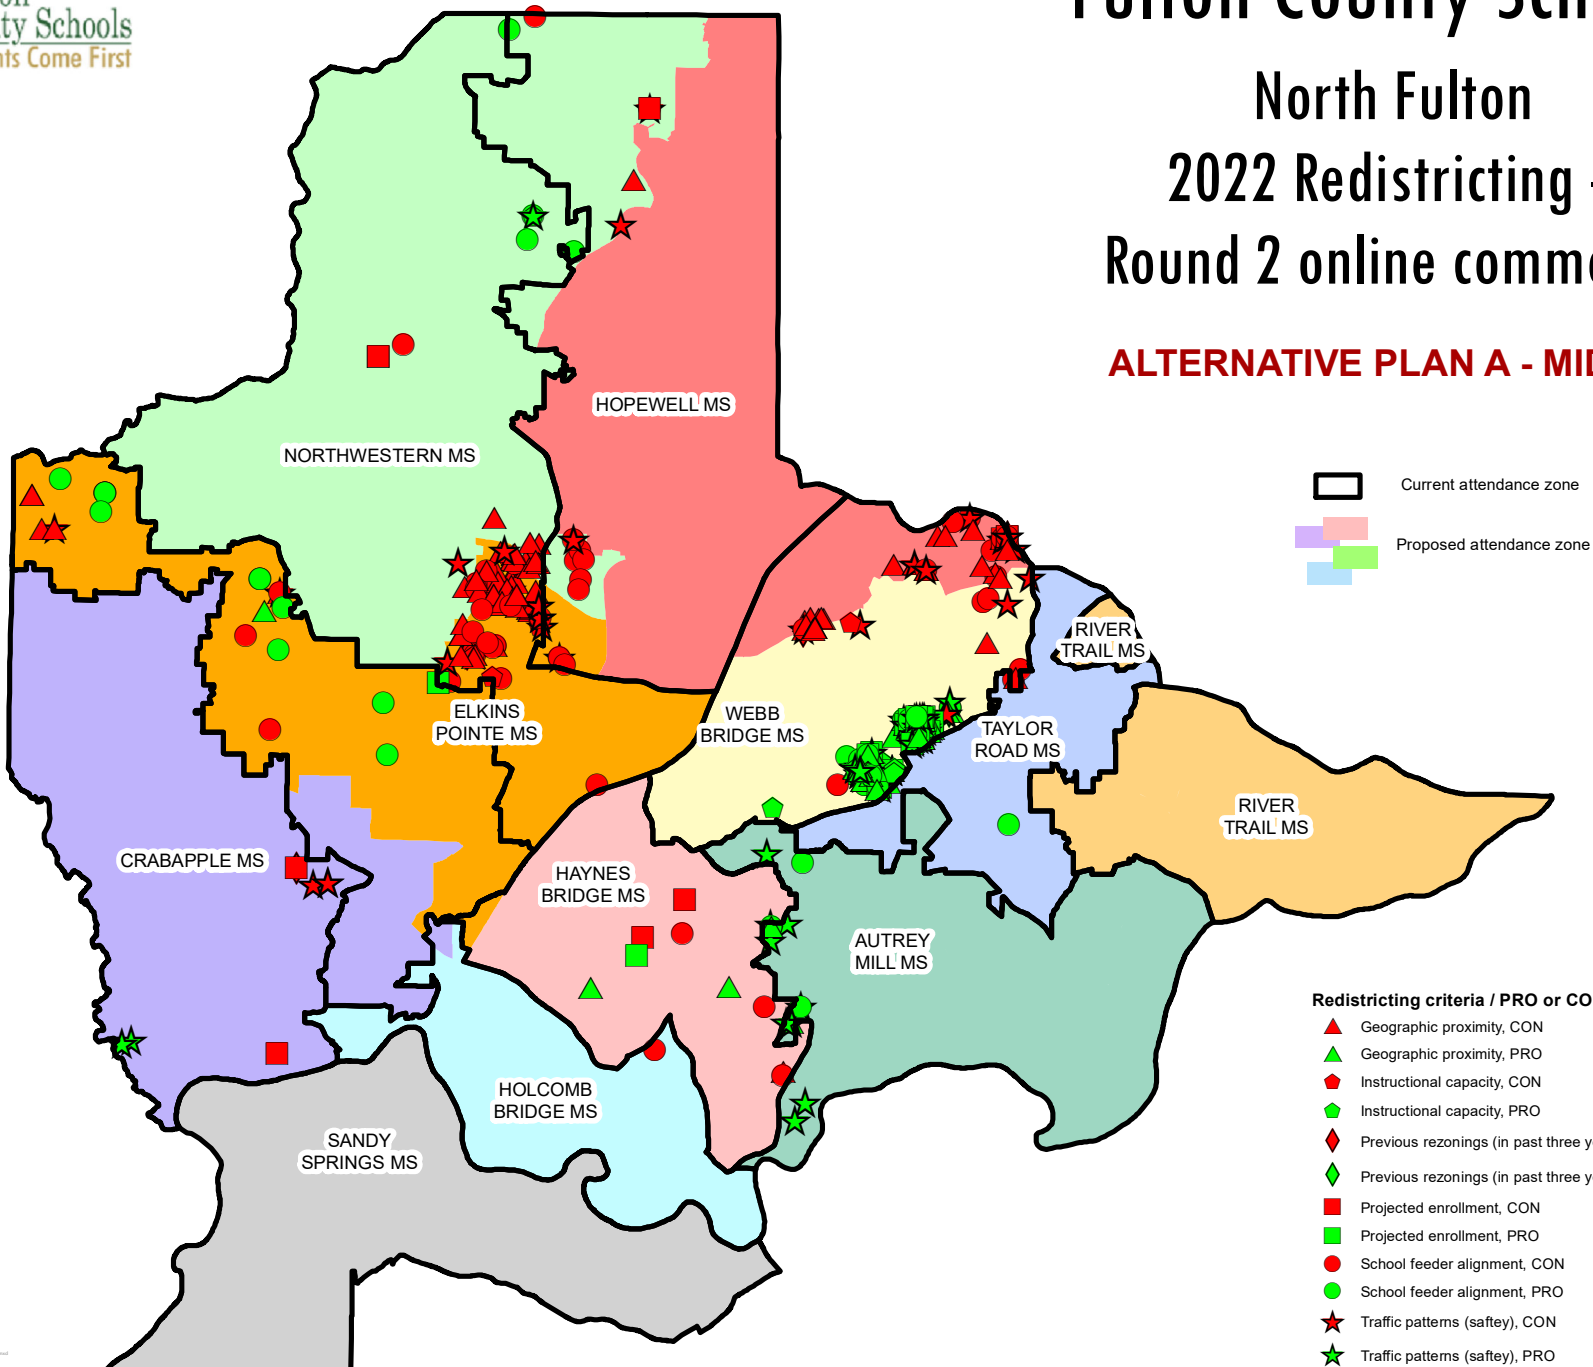 ty Schools
ts Come First
North Fulton
2022 Redistricting
Round 2 online
ALTERNATIVE PLAN A -
Current attendance zone
Proposed attendance zone
HOPEWELL MS
NORTHWESTERN MS
RIVER
TRAIL MS
ELKINS
POINTE MS
WEBB
BRIDGE MS
TAYLOR
ROAD MS
RIVER
TRAIL MS
CRABAPPLE MS
HAYNES
BRIDGE MS
AUTREY
MILL MS
HOLCOMB
BRIDGE MS
SANDY
SPRINGS MS
Redistricting criteria / PRO or CO
Geographic proximity, CON
Geographic proximity, PRO
Instructional capacity, CON
Instructional capacity, PRO
Previous rezonings (in past three y
Previous rezonings (in past three y
Projected enrollment, CON
Projected enrollment, PRO
School feeder alignment, CON
School feeder alignment, PRO
Traffic patterns (saftey), CON
Traffic patterns (saftey), PRO